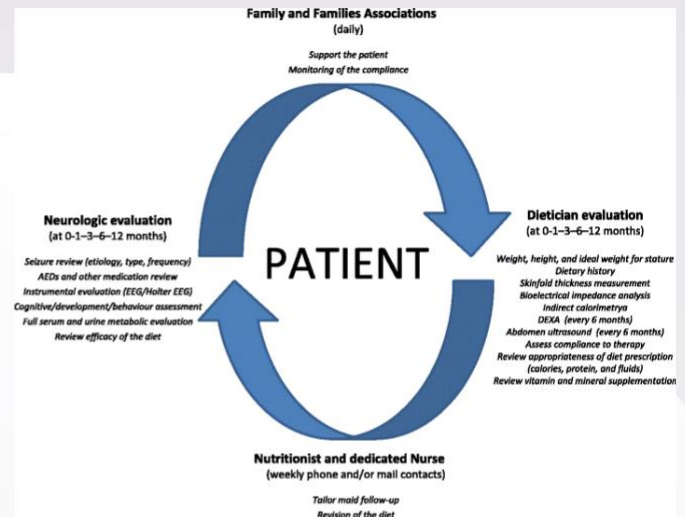 Family and Families Associations
(daily)
Support the patient
Monitoring of the compliance
Neurologic evaluation
(at 0-1–3–6–12 months)
Seizure review (etiology, type, frequency)
AEDs and other medication review
Instrumental evaluation (EEG/Holter EEG)
Cognitive/development/behaviour assessment
Full serum and urine metabolic evaluation
Review efficacy of the diet
PATIENT
Dietician evaluation
(at 0-1–3–6–12 months)
Weight, height, and ideal weight for stature
Dietary history
Skinfold thickness measurement
Bioelectrical impedance analysis
Indirect calorimetrya
DEXA (every 6 months)
Abdomen ultrasound (every 6 months)
Assess compliance to therapy
Review appropriateness of diet prescription
(calories, protein, and fluids)
Review vitamin and mineral supplementation
Nutritionist and dedicated Nurse
(weekly phone and/or mail contacts)
Tailor maid follow-up
Revision of the diet